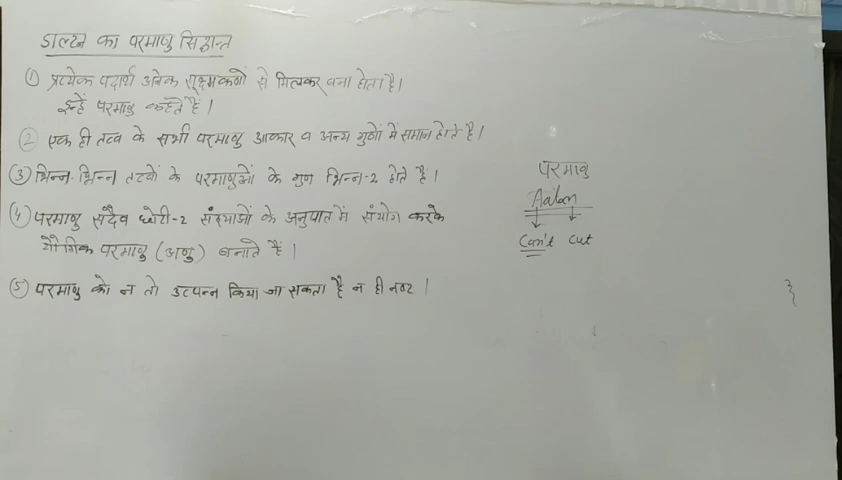 डाल्टन का परमाणु सिद्धान्त
① प्रत्येक पदार्थ अनेक सूक्ष्मकणों से मिलकर बना होता है।
इन्हें परमाणु कहते हैं।
② एक ही तत्व के सभी परमाणु आकार व अन्य गुणों में समान होते है।
③ भिन्न-भिन्न तत्वों के परमाणुओं के गुण भिन्न-2 होते हैं।
④ परमाणु सदैव छोटी-2 संख्याओं के अनुपात में संयोग करके
यौगिक परमाणु (अणु) बनाते हैं।
⑤ परमाणु को न तो उत्पन्न किया जा सकता है न ही नष्ट।
परमाणु
Can't cut